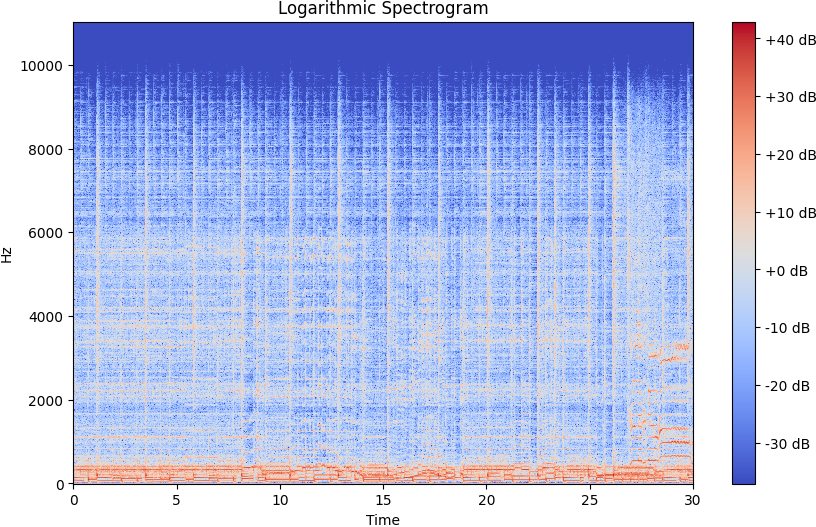 Logarithmic Spectrogram
Hz
10000
8000
6000
4000
2000
0
0 5 10 15 20 25 30
Time
+40 dB
+30 dB
+20 dB
+10 dB
+0 dB
-10 dB
-20 dB
-30 dB